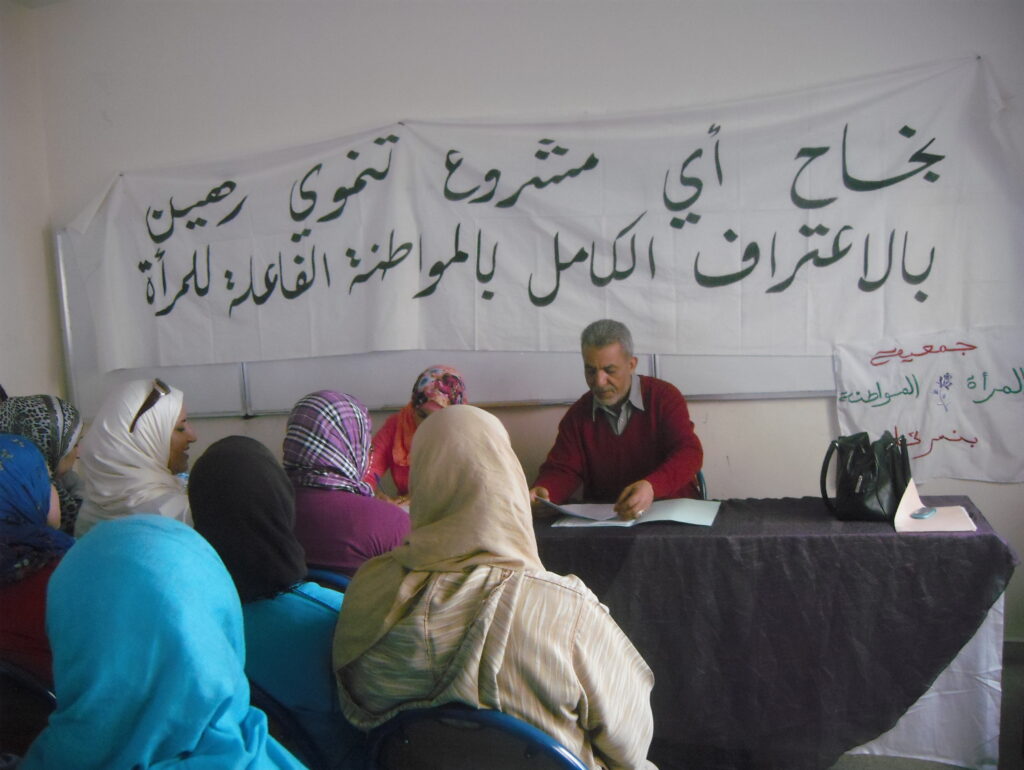 نجاح أي مشروع تنموي رهين
بالاعتراف الكامل بالمواطنة الفاعلة للمرأة
جمعية
المرأة المواطنة